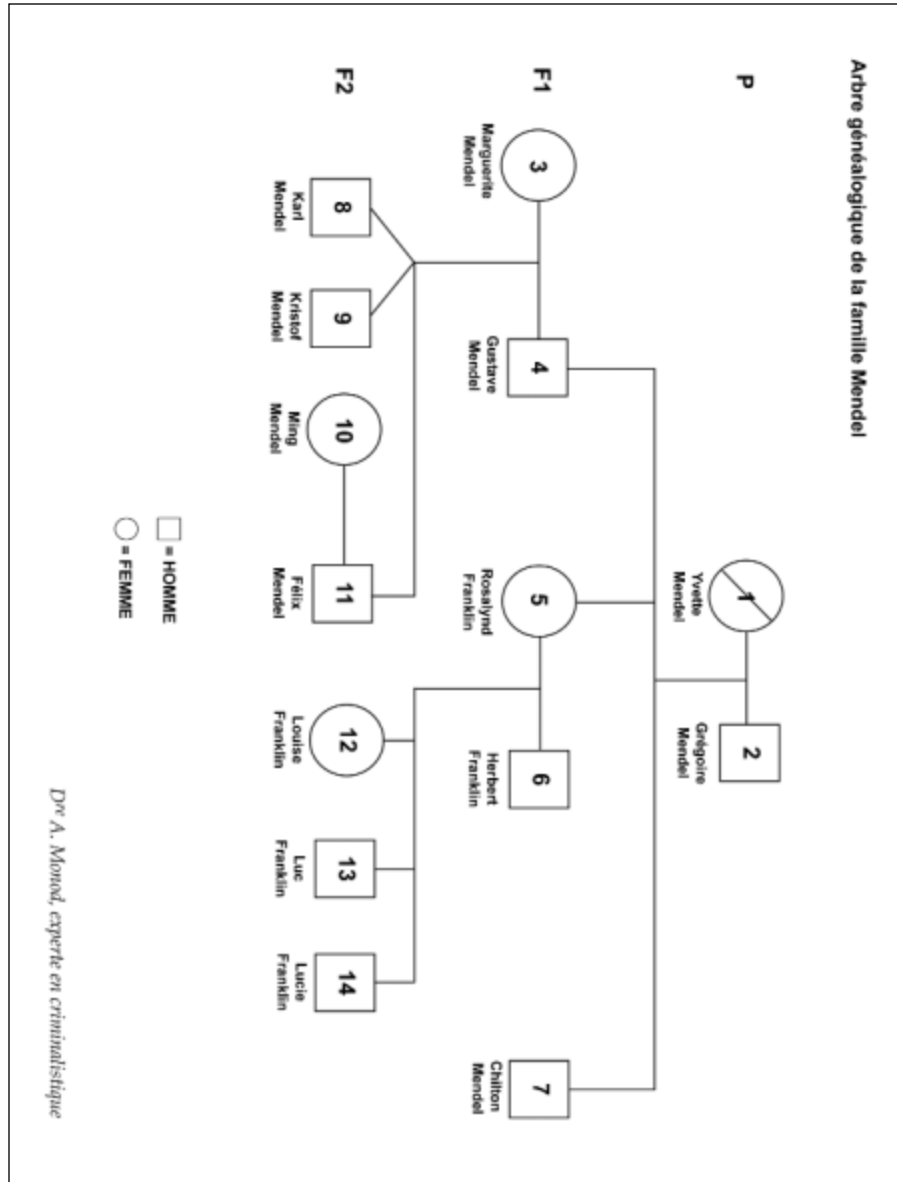 Arbre généalogique de la famille Mendel
P
1
Yvette
Mendel
2
Grégoire
Mendel
F1
3
Marguerite
Mendel
4
Gustave
Mendel
5
Rosalynd
Franklin
6
Herbert
Franklin
7
Chilton
Mendel
F2
8
Karl
Mendel
9
Kristof
Mendel
10
Ming
Mendel
11
Félix
Mendel
12
Louise
Franklin
13
Luc
Franklin
14
Lucie
Franklin
= HOMME
= FEMME
Dre A. Monod, experte en criminalistique